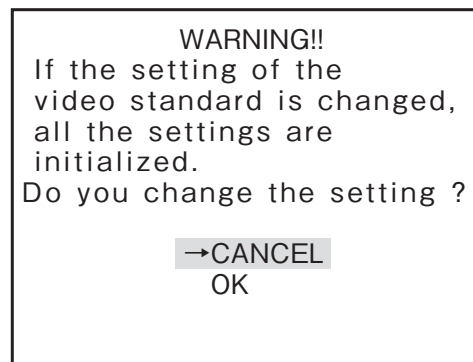 WARNING!!
If the setting of the
video standard is changed,
all the settings are
initialized.
Do you change the setting ?
→CANCEL
OK